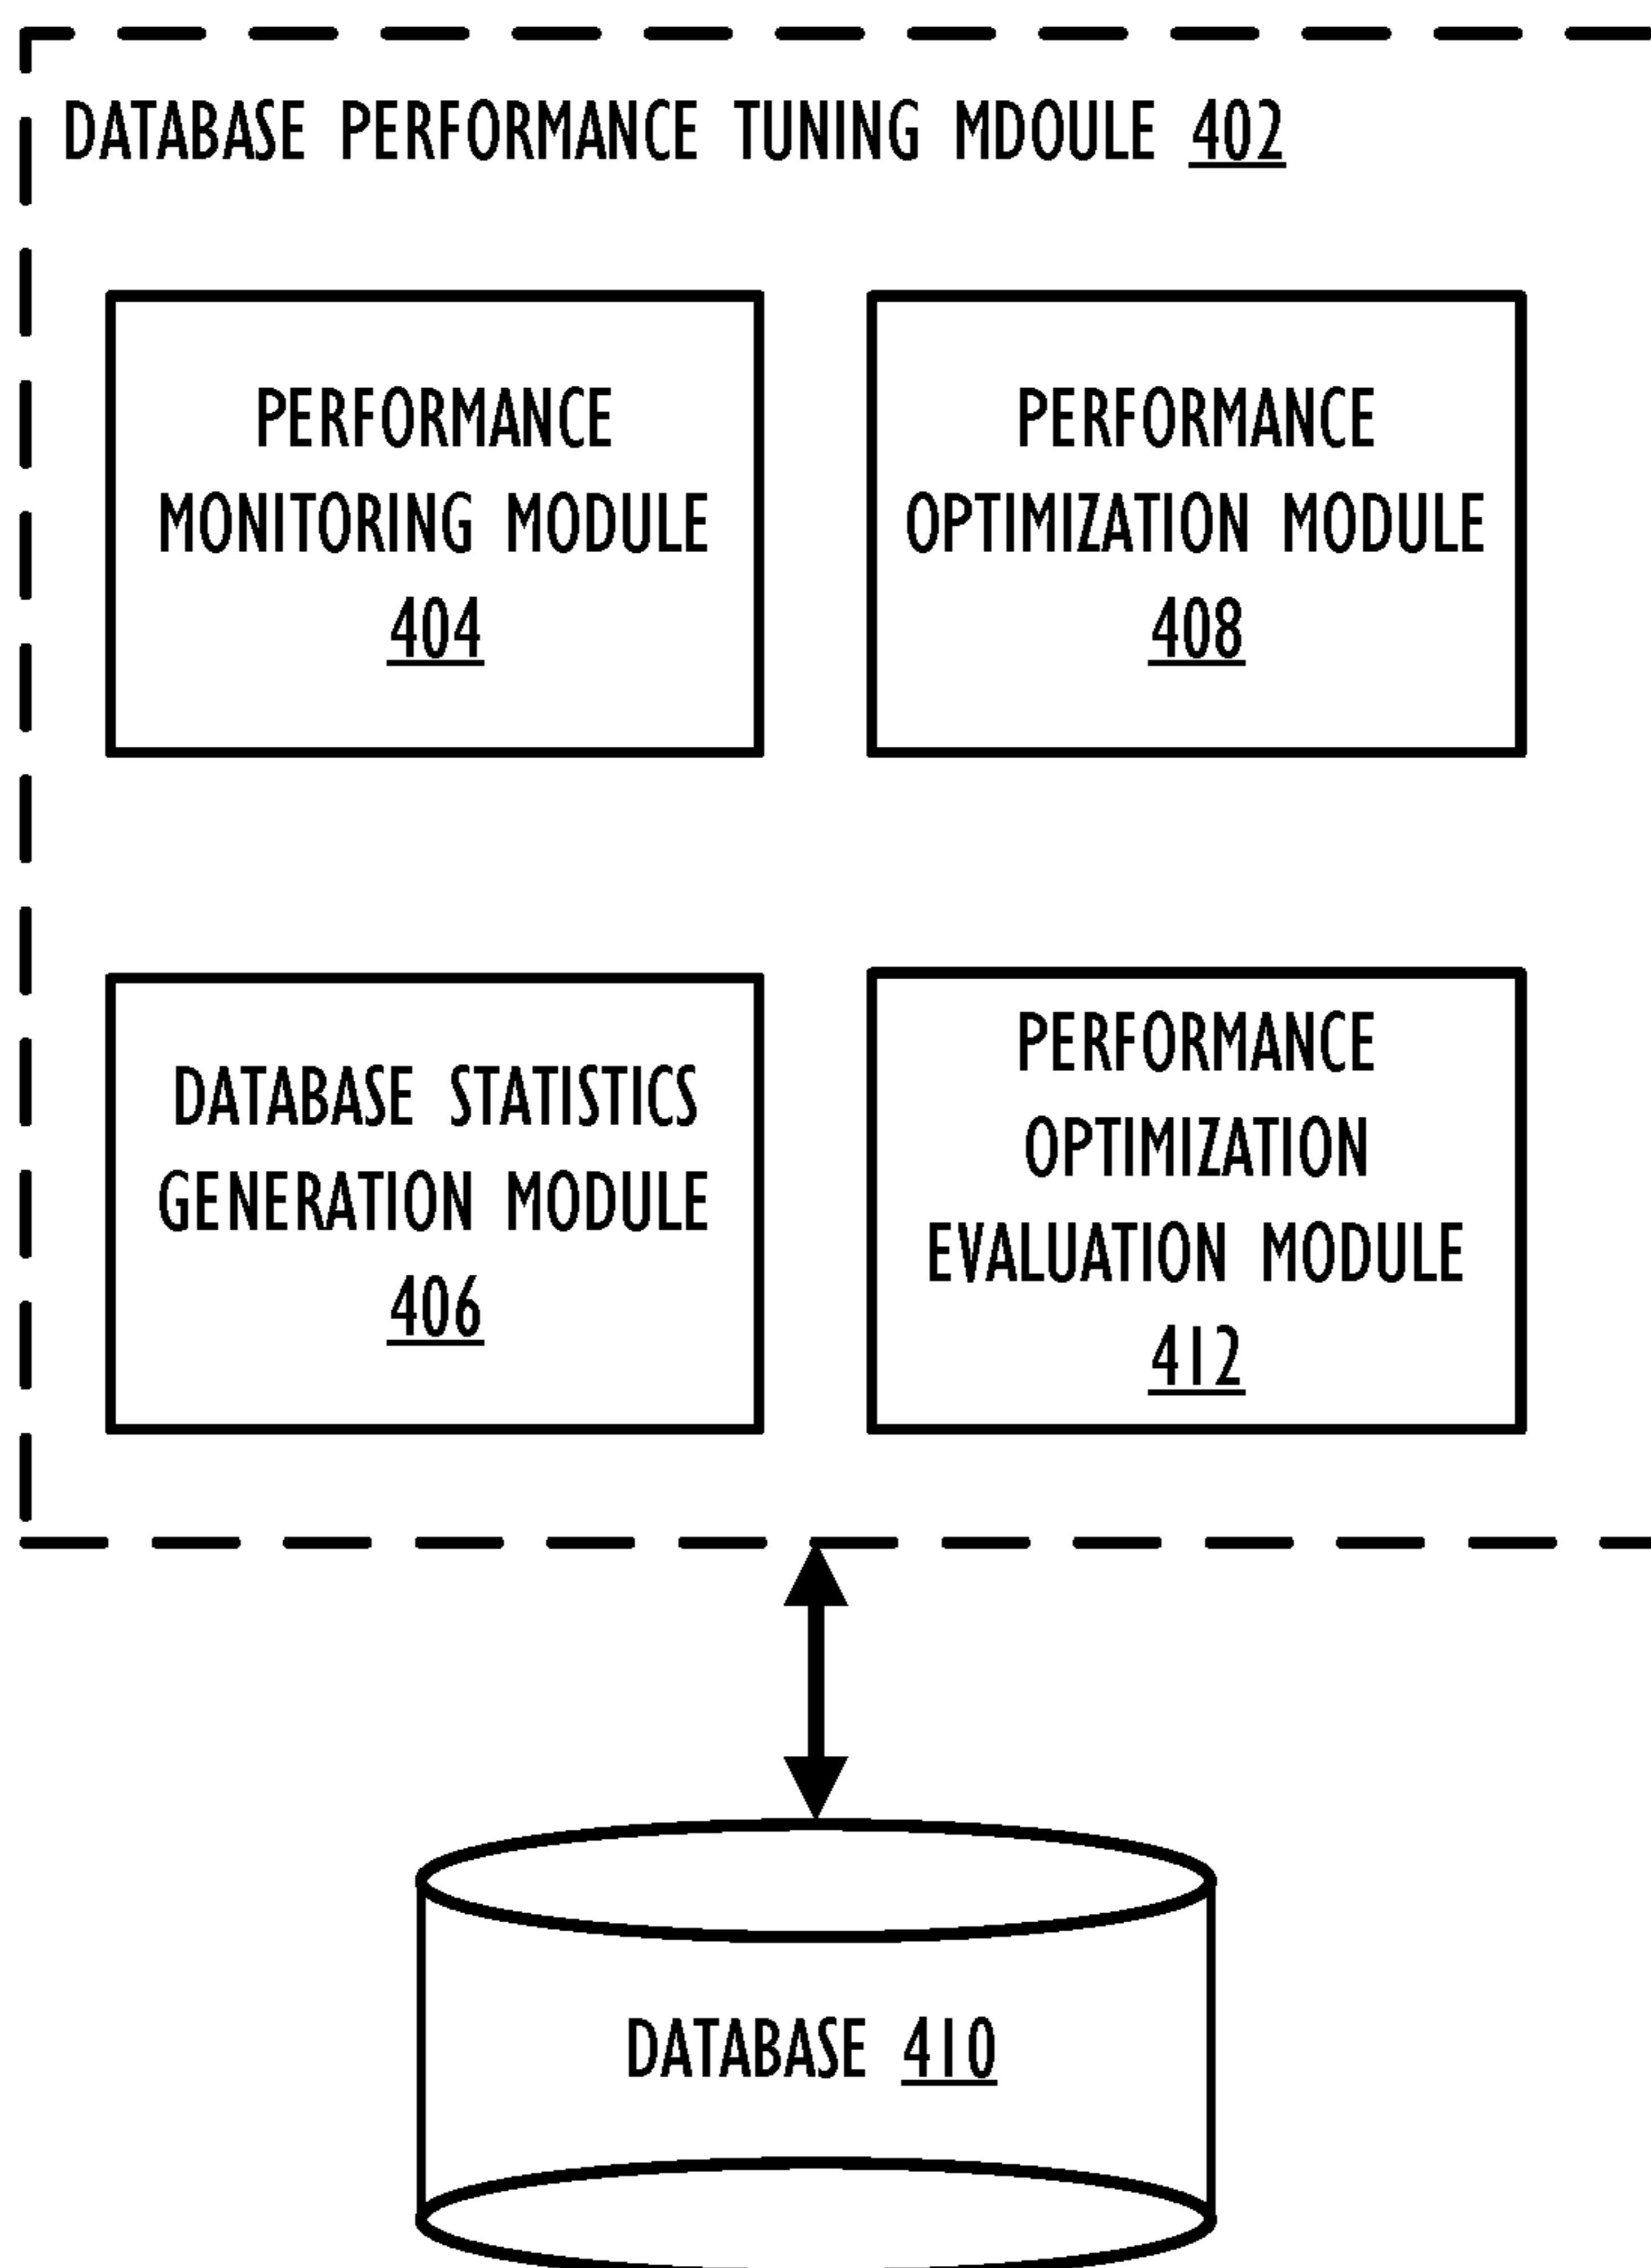 DATABASE PERFORMANCE TUNING MDOULE 402
PERFORMANCE
MONITORING MODULE
404
PERFORMANCE
OPTIMIZATION MODULE
408
DATABASE STATISTICS
GENERATION MODULE
406
PERFORMANCE
OPTIMIZATION
EVALUATION MODULE
412
DATABASE 410